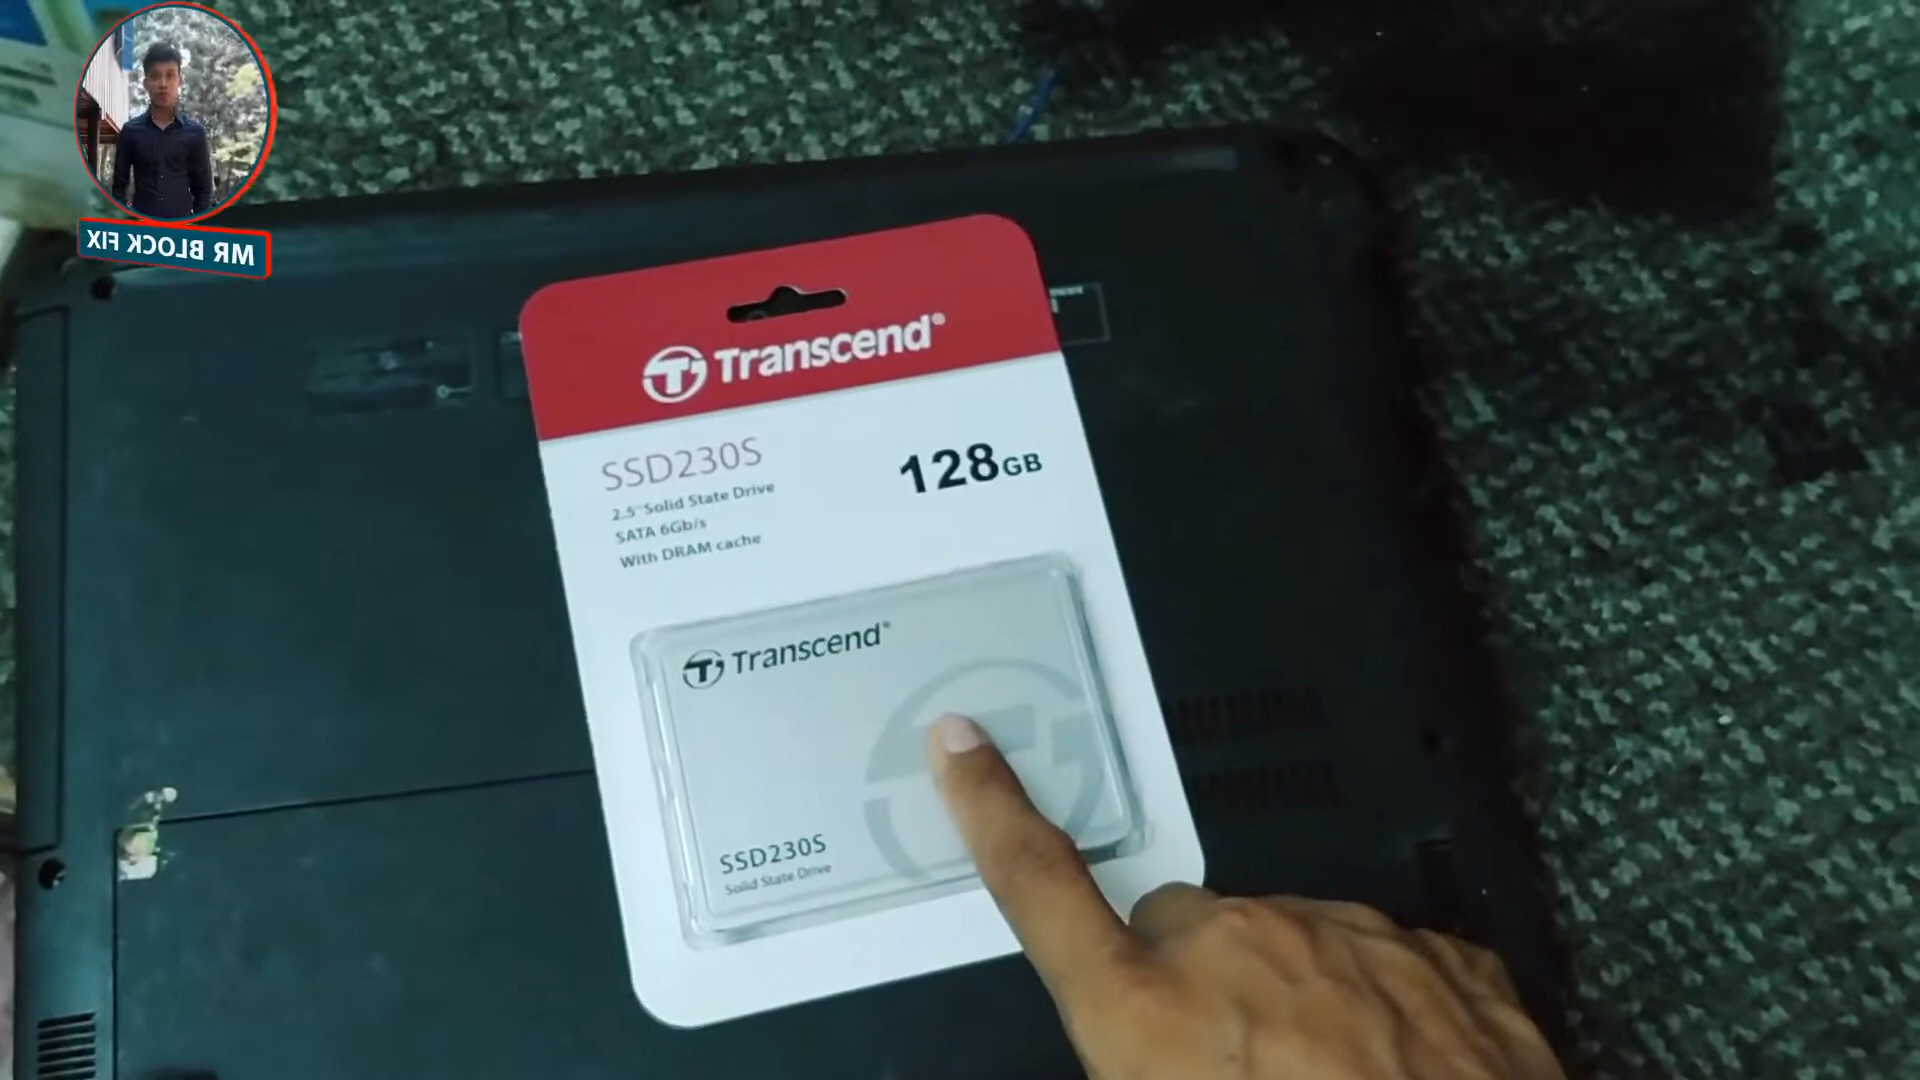 MR BLOCK FIX
Transcend®
SSD230S
128GB
2.5" Solid State Drive
SATA 6Gb/s
With DRAM cache
Transcend®
SSD230S
Solid State Drive